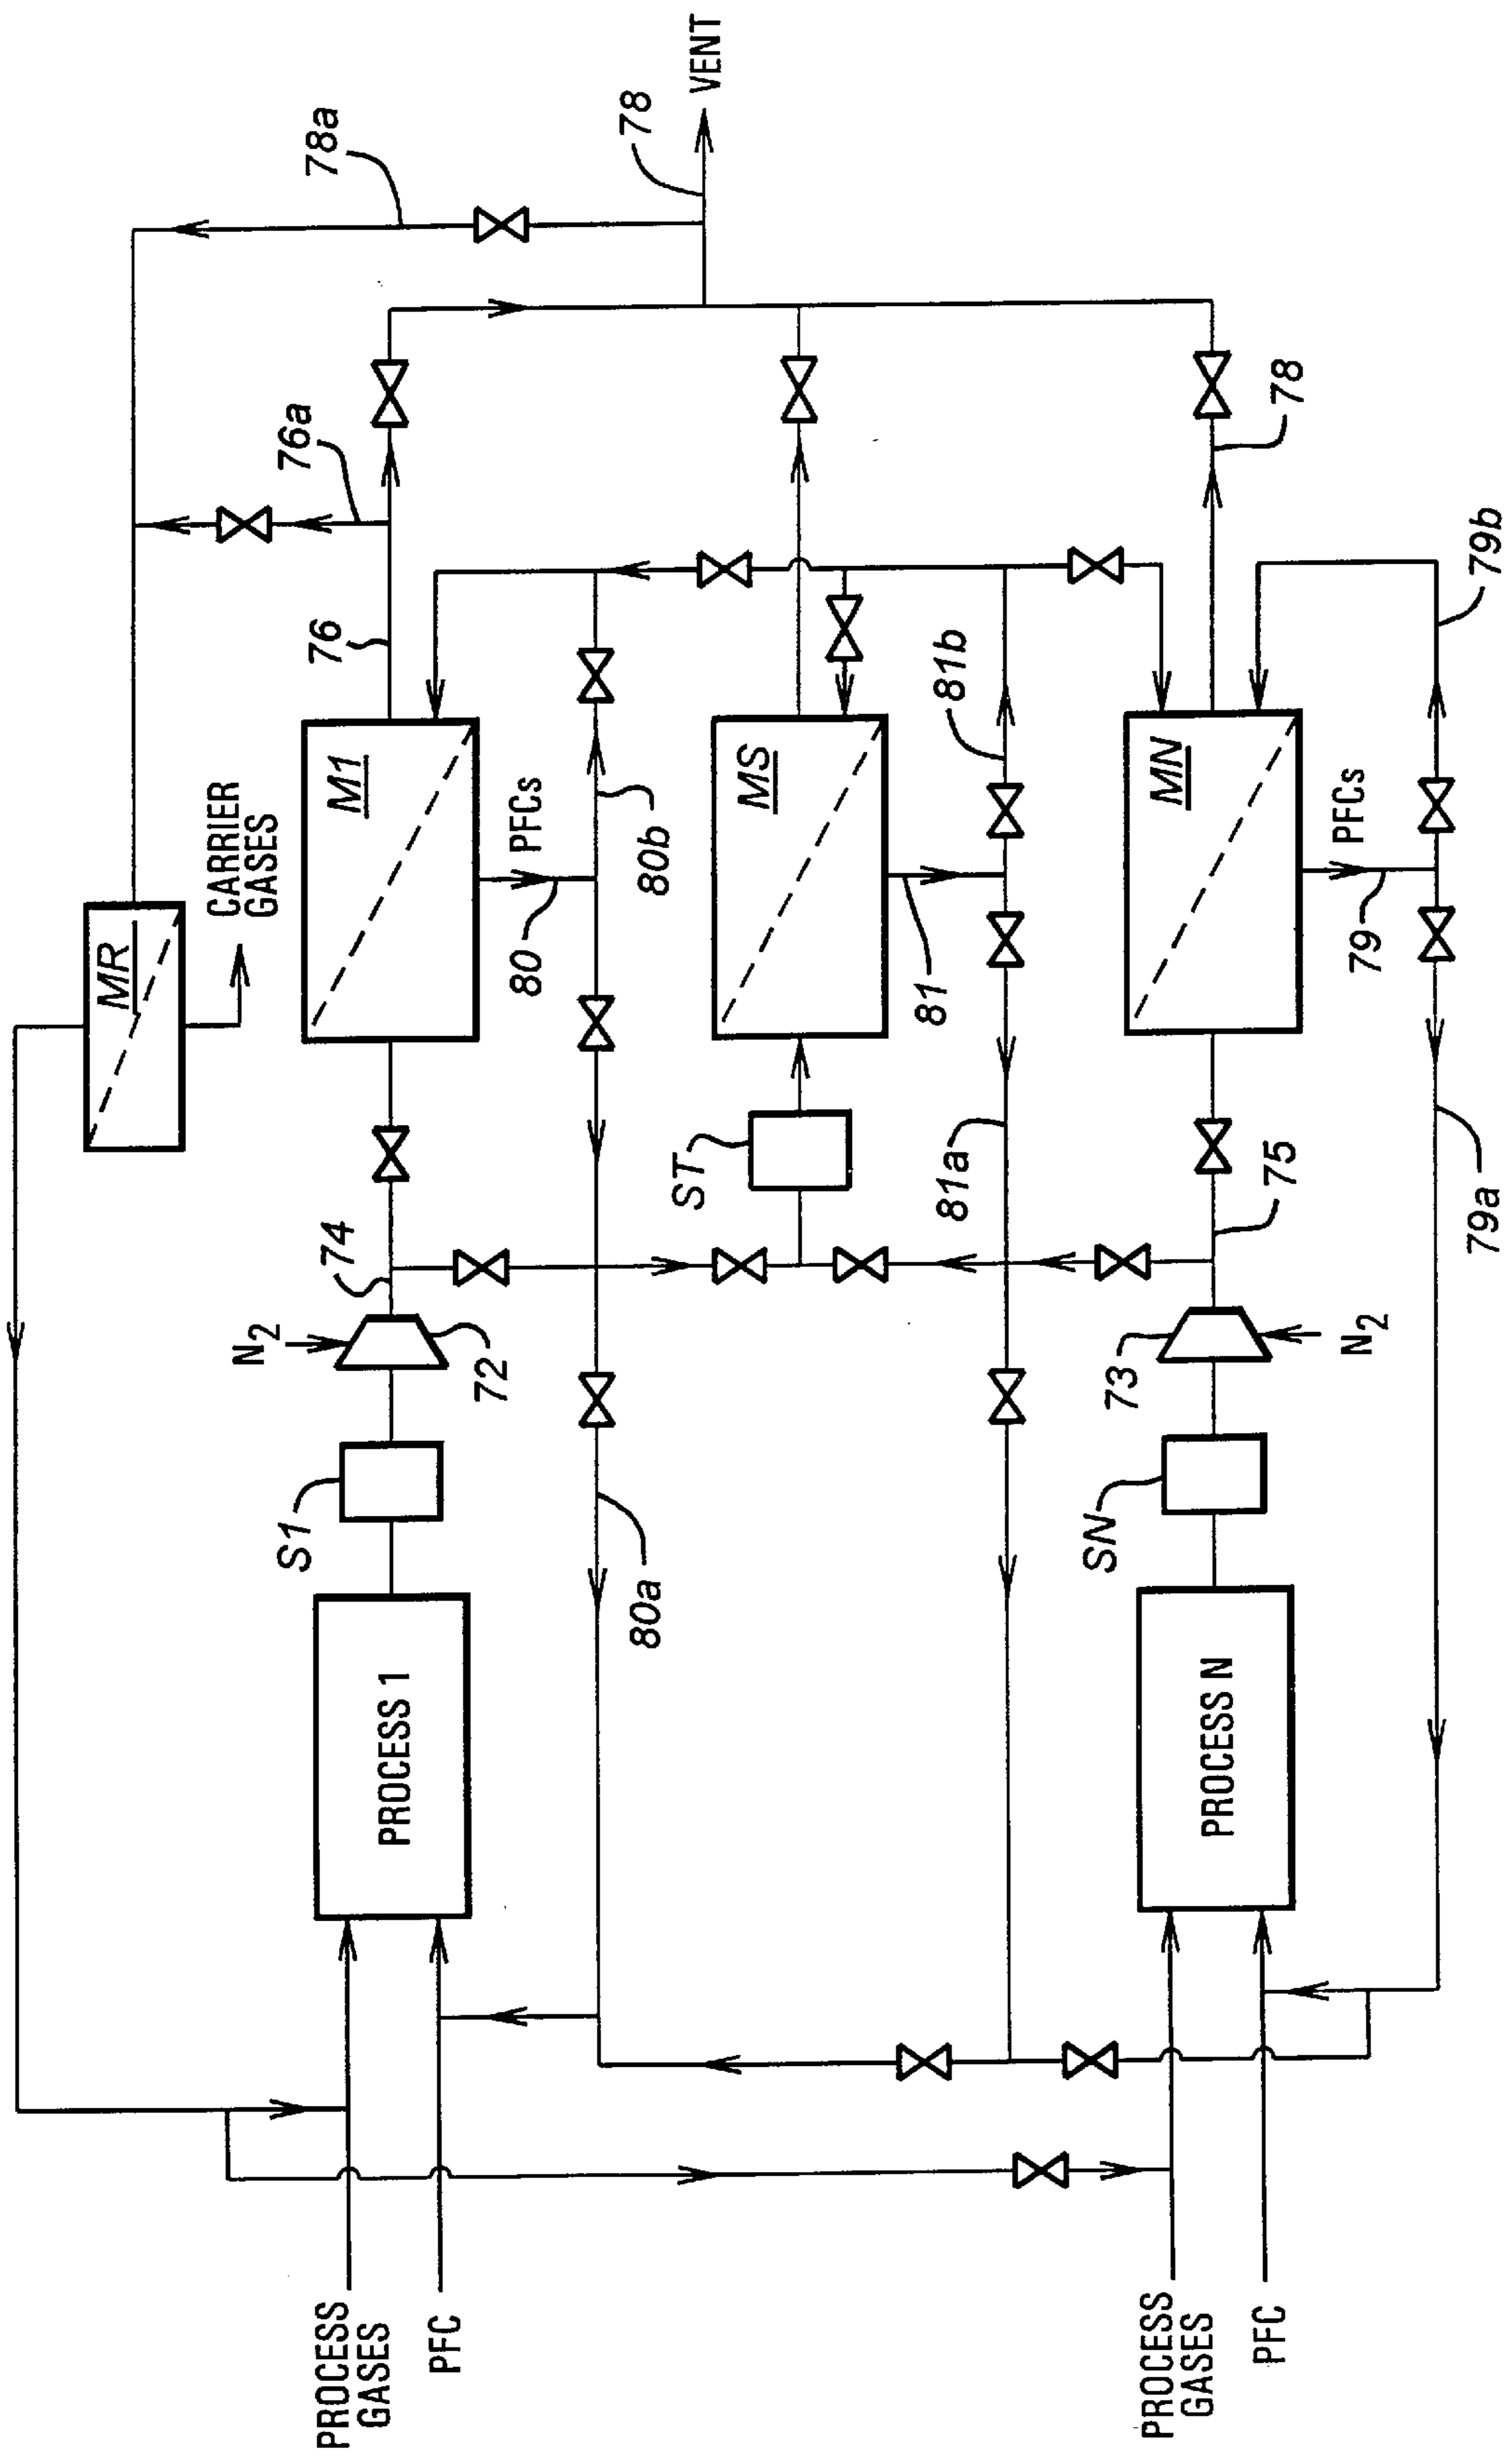 78a
78
VENT
76a
76
78
79b
MR
CARRIER
GASES
M1
PFCs
80
80b
MS
81
81b
MN
PFCs
79
79a
N2
74
72
ST
81a
75
73
N2
S1
80a
SN
PROCESS 1
PROCESS N
PROCESS
GASES
PFC
PROCESS
GASES
PFC